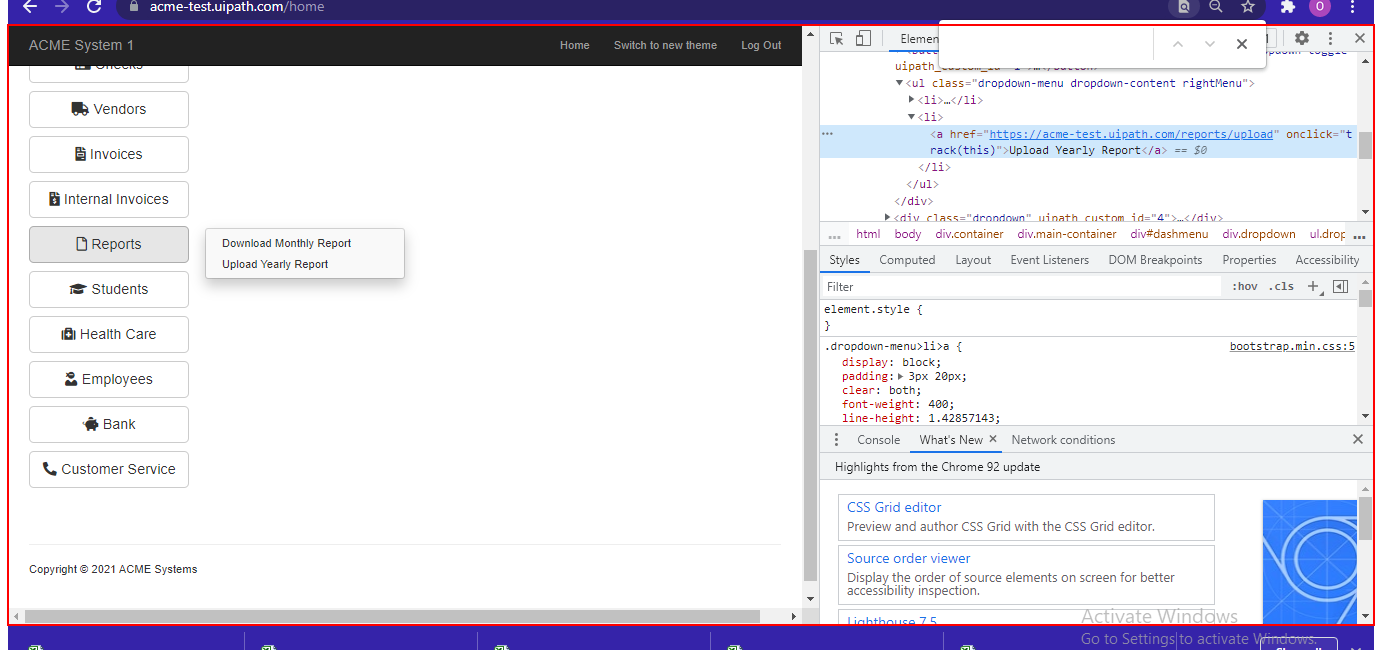 acme-test.uipath.com/home
O
ACME System 1
Home
Switch to new theme
Log Out
Checks
Vendors
Invoices
Internal Invoices
Reports
Download Monthly Report
Upload Yearly Report
Students
Health Care
Employees
Bank
Customer Service
Copyright © 2021 ACME Systems
Elemen
<ul class="dropdown-menu dropdown-content rightMenu">
<li>…</li>
<li>
<a href="https://acme-test.uipath.com/reports/upload" onclick="t
rack(this)">Upload Yearly Report</a> == $0
</li>
</ul>
</div>
<div class="dropdown" uipath_custom_id="4">…</div>
... html body div.container div.main-container div#dashmenu div.dropdown ul.drop ...
Styles Computed Layout Event Listeners DOM Breakpoints Properties Accessibility
Filter
:hov .cls +
element.style {
}
.dropdown-menu>li>a {
bootstrap.min.css:5
display: block;
padding: 3px 20px;
clear: both;
font-weight: 400;
line-height: 1.42857143;
Console What's New Network conditions
Highlights from the Chrome 92 update
CSS Grid editor
Preview and author CSS Grid with the CSS Grid editor.
Source order viewer
Display the order of source elements on screen for better
accessibility inspection.
Lighthouse 7.5
Activate Windows
Go to Settings to activate Windows.